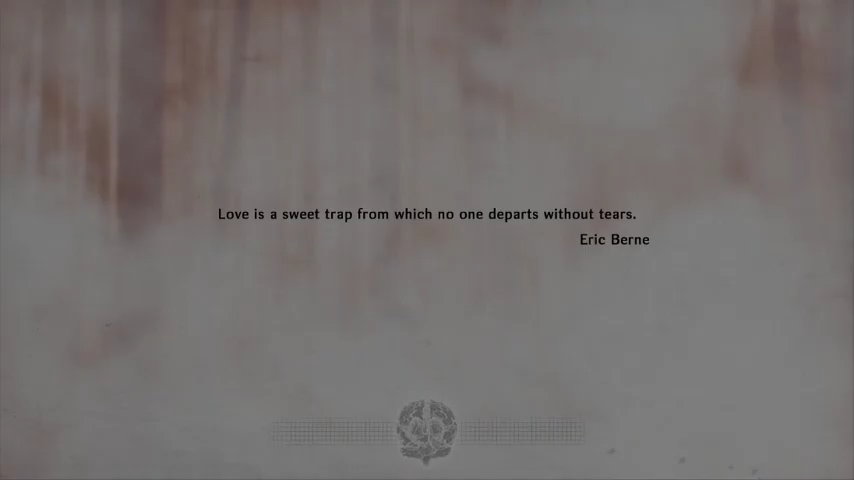 Love is a sweet trap from which no one departs without tears.
Eric Berne